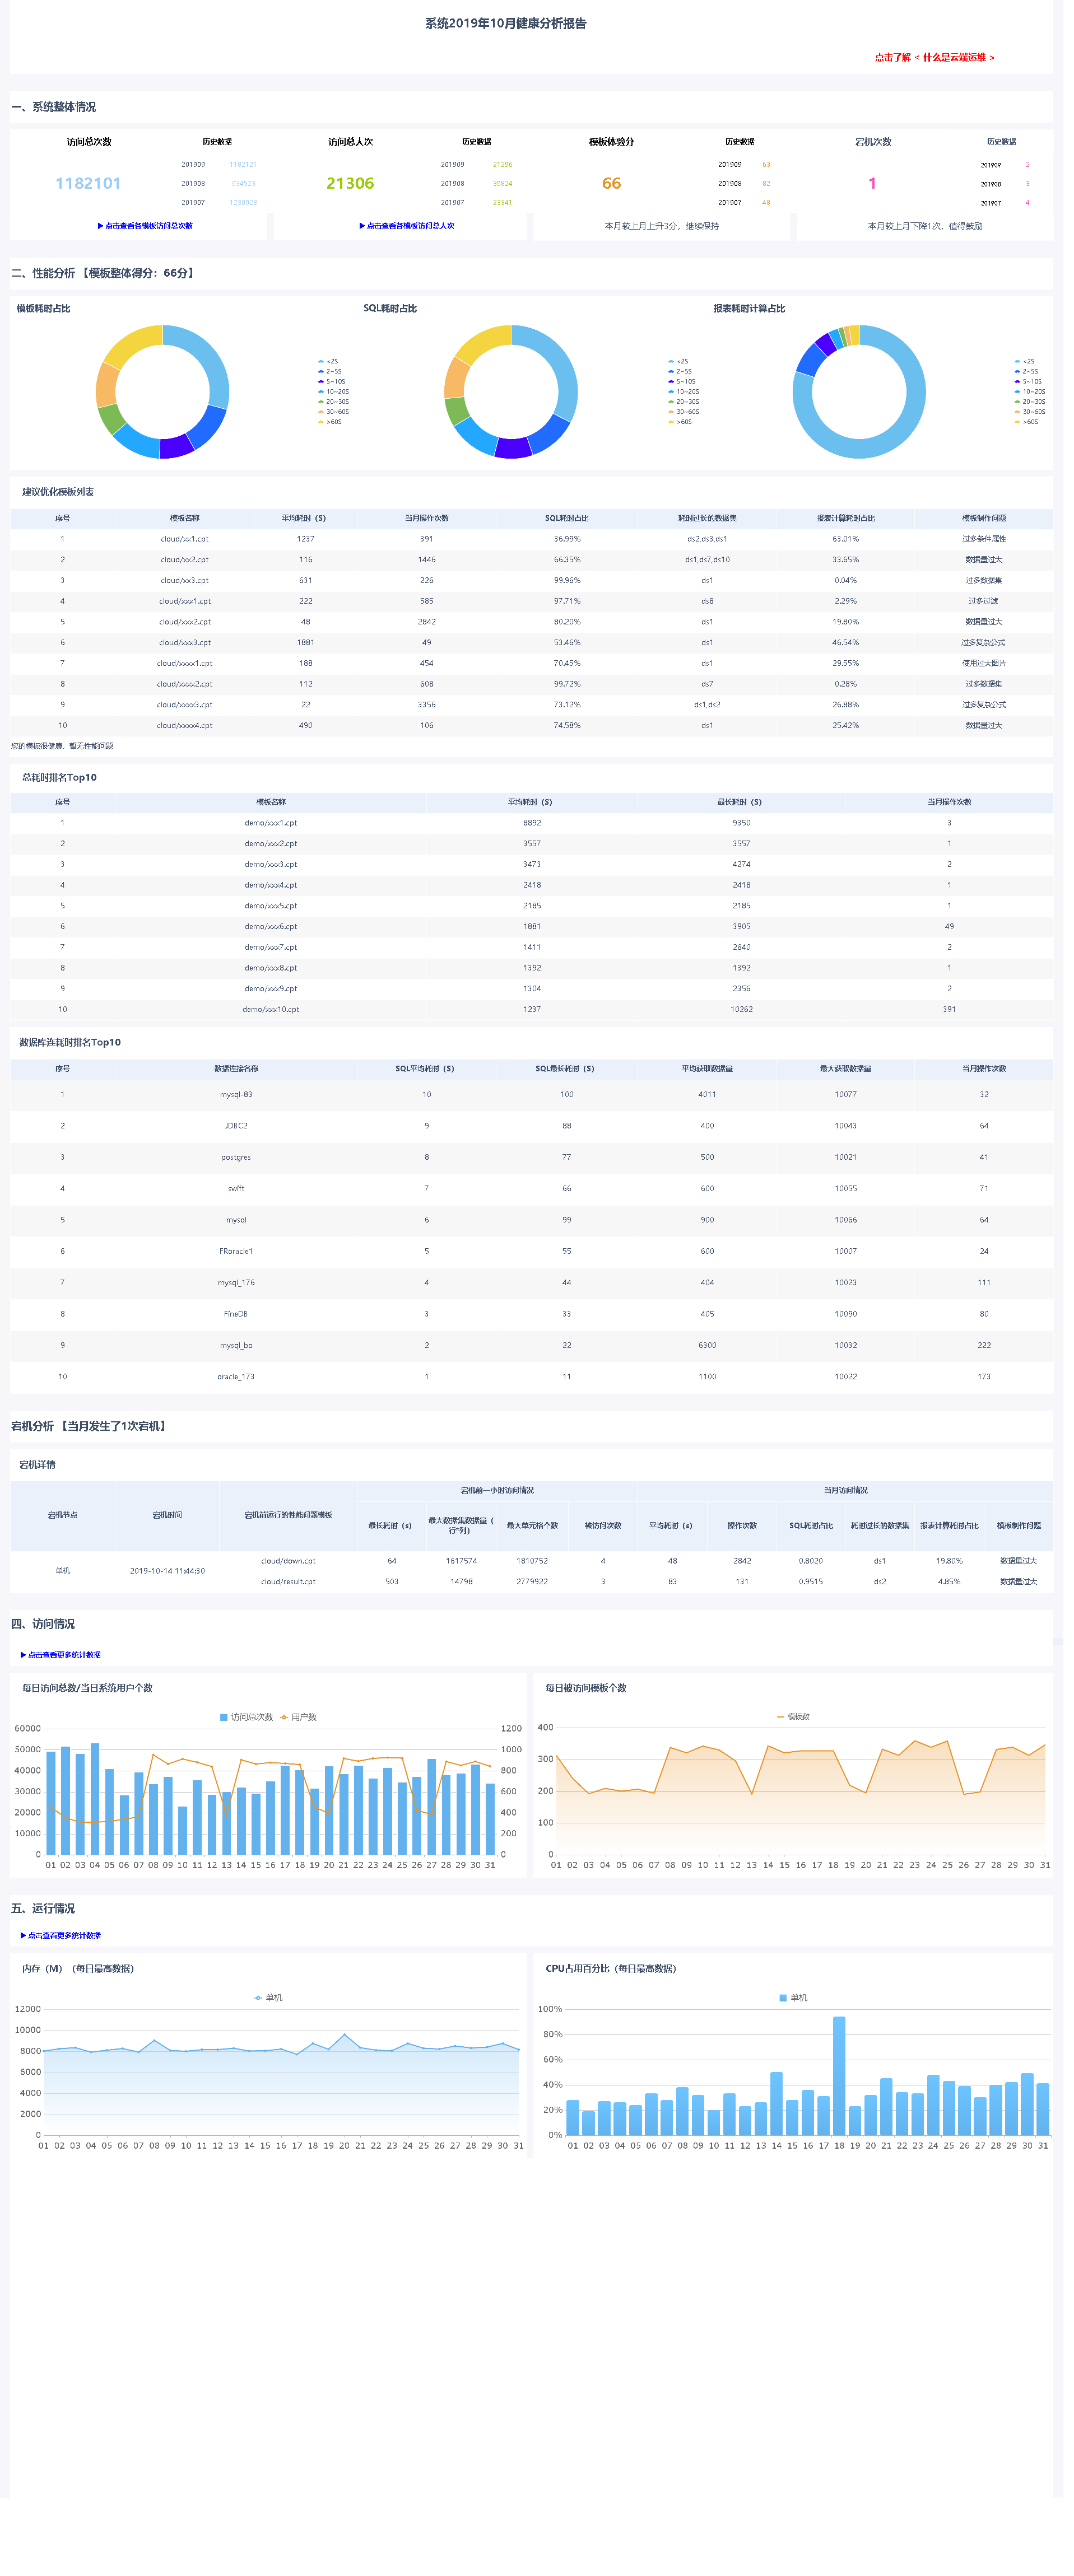 系统2019年10月健康分析报告
点击了解 < 什么是云端运维 >
一、系统整体情况
访问总次数 历史数据 访问总人次 历史数据 模板体验分 历史数据 宕机次数 历史数据
201909 1182121 201909 21296 201909 63 201909 2
1182101 201908 934523 21306 201908 39824 66 201908 82 1 201908 3
201907 1230928 201907 23341 201907 48 201907 4
▶ 点击查看各模板访问总次数 ▶ 点击查看各模板访问总人次 本月较上月上升3分，继续保持 本月较上月下降1次，值得鼓励
二、性能分析 【模板整体得分：66分】
模板耗时占比 SQL耗时占比 报表耗时计算占比
<2S <2S <2S
2~5S 2~5S 2~5S
5~10S 5~10S 5~10S
10~20S 10~20S 10~20S
20~30S 20~30S 20~30S
30~60S 30~60S 30~60S
>60S >60S >60S
建议优化模板列表
序号 模板名称 平均耗时（S） 当月操作次数 SQL耗时占比 耗时过长的数据集 报表计算耗时占比 模板制作问题
1 cloud/xx1.cpt 1237 391 36.99% ds2,ds3,ds1 63.01% 过多条件属性
2 cloud/xx2.cpt 116 1446 66.35% ds1,ds7,ds10 33.65% 数据量过大
3 cloud/xx3.cpt 631 226 99.96% ds1 0.04% 过多数据集
4 cloud/xxx1.cpt 222 585 97.71% ds8 2.29% 过多过滤
5 cloud/xxx2.cpt 48 2842 80.20% ds1 19.80% 数据量过大
6 cloud/xxx3.cpt 1881 49 53.46% ds1 46.54% 过多复杂公式
7 cloud/xxxx1.cpt 188 454 70.45% ds1 29.55% 使用过大图片
8 cloud/xxxx2.cpt 112 608 99.72% ds7 0.28% 过多数据集
9 cloud/xxxx3.cpt 22 3356 73.12% ds1,ds2 26.88% 过多复杂公式
10 cloud/xxxx4.cpt 490 106 74.58% ds1 25.42% 数据量过大
您的模板很健康，暂无性能问题
总耗时排名Top10
序号 模板名称 平均耗时（S） 最长耗时（S） 当月操作次数
1 demo/xxx1.cpt 8892 9350 3
2 demo/xxx2.cpt 3557 3557 1
3 demo/xxx3.cpt 3473 4274 2
4 demo/xxx4.cpt 2418 2418 1
5 demo/xxx5.cpt 2185 2185 1
6 demo/xxx6.cpt 1881 3905 49
7 demo/xxx7.cpt 1411 2640 2
8 demo/xxx8.cpt 1392 1392 1
9 demo/xxx9.cpt 1304 2356 2
10 demo/xxx10.cpt 1237 10262 391
数据库连耗时排名Top10
序号 数据连接名称 SQL平均耗时（S） SQL最长耗时（S） 平均获取数据量 最大获取数据量 当月操作次数
1 mysql-83 10 100 4011 10077 32
2 JDBC2 9 88 400 10043 64
3 postgres 8 77 500 10021 41
4 swift 7 66 600 10055 71
5 mysql 6 99 900 10066 64
6 FRoracle1 5 55 600 10007 24
7 mysql_176 4 44 404 10023 111
8 FineDB 3 33 405 10090 80
9 mysql_bo 2 22 6300 10032 222
10 oracle_173 1 11 1100 10022 173
宕机分析 【当月发生了1次宕机】
宕机详情
宕机节点 宕机时间 宕机前运行的性能问题模板 宕机前一小时访问情况 当月访问情况
最长耗时（s） 最大数据集数据量（行*列） 最大单元格个数 被访问次数 平均耗时（s） 操作次数 SQL耗时占比 耗时过长的数据集 报表计算耗时占比 模板制作问题
单机 2019-10-14 11:44:30 cloud/down.cpt 64 1617574 1810752 4 48 2842 0.8020 ds1 19.80% 数据量过大
cloud/result.cpt 503 14798 2779922 3 83 131 0.9515 ds2 4.85% 数据量过大
四、访问情况
▶ 点击查看更多统计数据
每日访问总数/当日系统用户个数 每日被访问模板个数
访问总次数 用户数 模板数
60000 1200 400
50000 1000 300
40000 800 200
30000 600 100
20000 400 0
10000 200
0 0
01 02 03 04 05 06 07 08 09 10 11 12 13 14 15 16 17 18 19 20 21 22 23 24 25 26 27 28 29 30 31
01 02 03 04 05 06 07 08 09 10 11 12 13 14 15 16 17 18 19 20 21 22 23 24 25 26 27 28 29 30 31
五、运行情况
▶ 点击查看更多统计数据
内存（M）（每日最高数据） CPU占用百分比（每日最高数据）
单机 单机
12000 100%
10000 80%
8000 60%
6000 40%
4000 20%
2000 0%
0
01 02 03 04 05 06 07 08 09 10 11 12 13 14 15 16 17 18 19 20 21 22 23 24 25 26 27 28 29 30 31
01 02 03 04 05 06 07 08 09 10 11 12 13 14 15 16 17 18 19 20 21 22 23 24 25 26 27 28 29 30 31